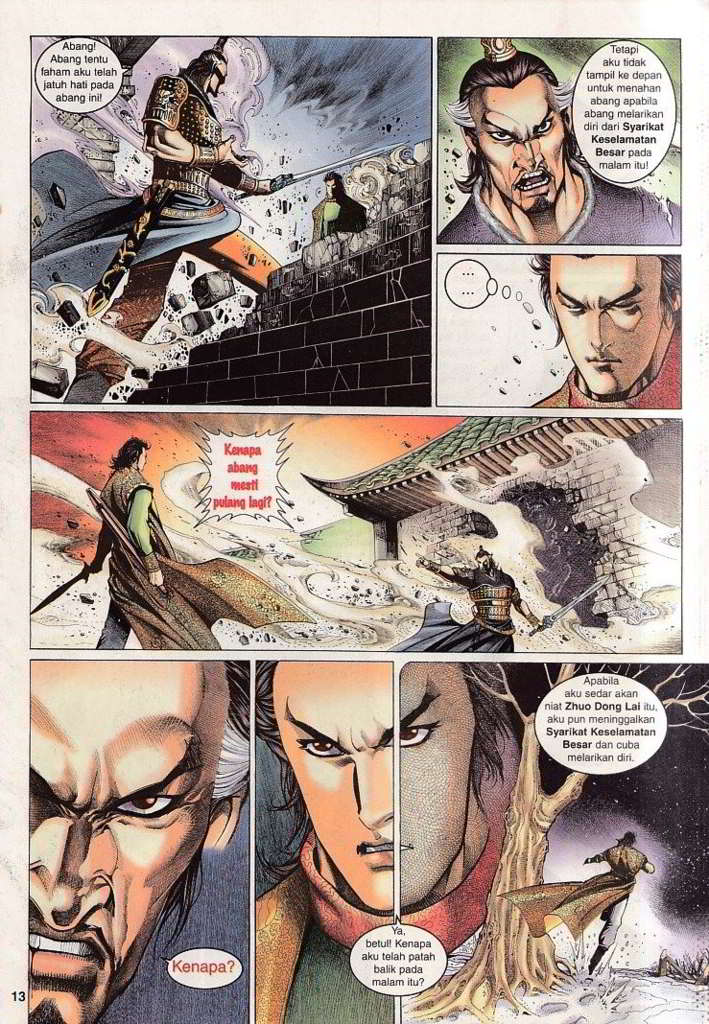 Abang!
Abang tentu
faham aku telah
jatuh hati pada
abang ini!
Tetapi
aku tidak
tampil ke depan
untuk menahan
abang apabila
abang melarikan
diri dari Syarikat
Keselamatan
Besar pada
malam itu!
...
...
Kenapa
abang
mesti
pulang lagi?
Kenapa?
Ya,
betul! Kenapa
aku telah patah
balik pada
malam itu?
Apabila
aku sedar akan
niat Zhuo Dong Lai itu,
aku pun meninggalkan
Syarikat Keselamatan
Besar dan cuba
melarikan diri.
13